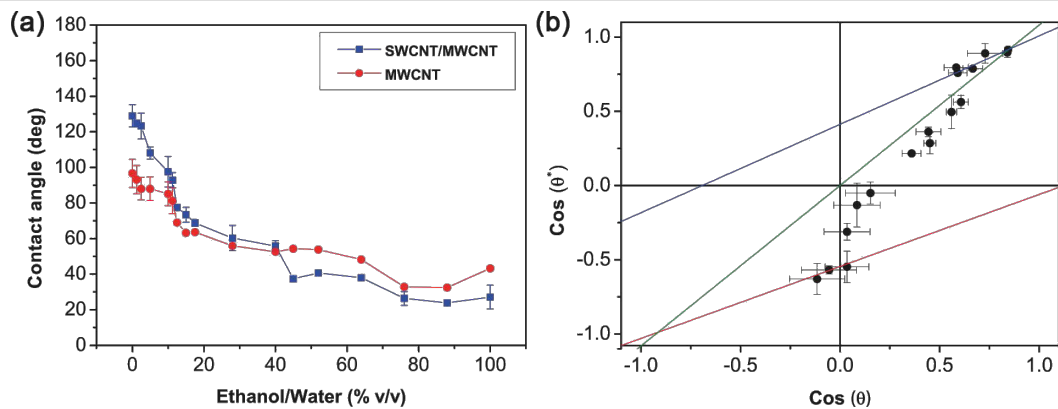 (a)
180
160
140
120
100
80
60
40
20
0
Contact angle (deg)
SWCNT/MWCNT
MWCNT
0 20 40 60 80 100
Ethanol/Water (% v/v)
(b)
1.0
0.5
0.0
-0.5
-1.0
Cos (θ*)
-1.0 -0.5 0.0 0.5 1.0
Cos (θ)